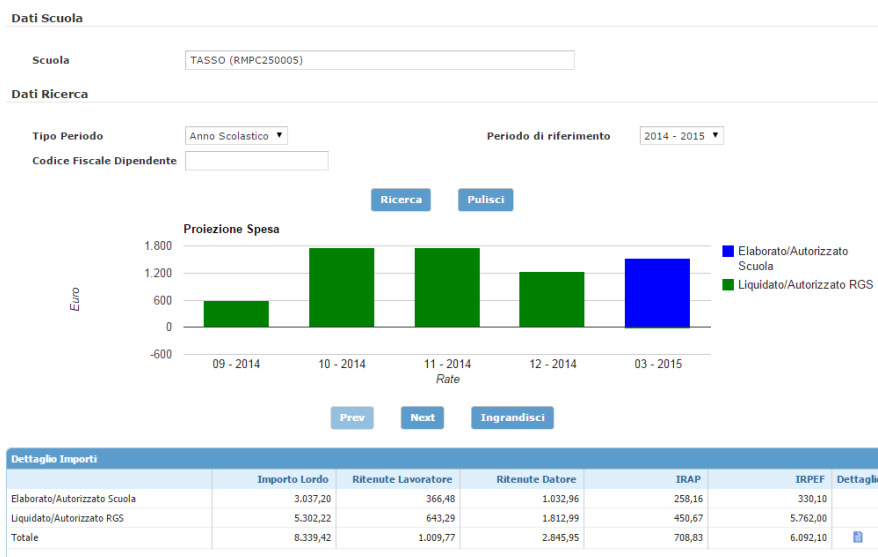 Dati Scuola
Scuola TASSO (RMPC250005)
Dati Ricerca
Tipo Periodo Anno Scolastico Periodo di riferimento 2014 - 2015
Codice Fiscale Dipendente
Ricerca Pulisci
Proiezione Spesa
1.800
1.200
600
0
-600
Euro
Elaborato/Autorizzato
Scuola
Liquidato/Autorizzato RGS
09 - 2014 10 - 2014 11 - 2014 12 - 2014 03 - 2015
Rate
Prev Next Ingrandisci
Dettaglio Importi
Importo Lordo Ritenute Lavoratore Ritenute Datore IRAP IRPEF Dettaglio
Elaborato/Autorizzato Scuola 3.037,20 366,48 1.032,96 258,16 330,10
Liquidato/Autorizzato RGS 5.302,22 643,29 1.812,99 450,67 5.762,00
Totale 8.339,42 1.009,77 2.845,95 708,83 6.092,10